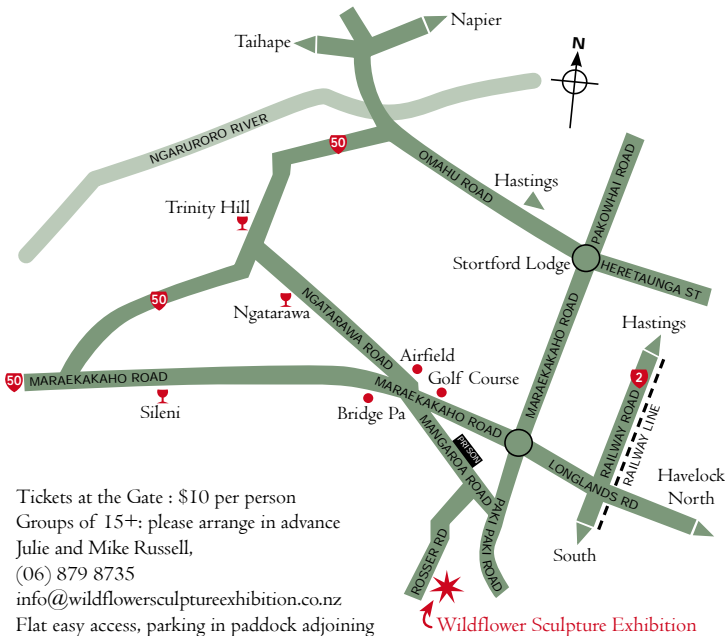 Napier
Taihape
N
NGARURORO RIVER
50
OMAHU ROAD
PAKOWHAI ROAD
Hastings
Trinity Hill
Stortford Lodge
HERETAUNGA ST
50
NGATARAWA ROAD
Ngatarawa
MARAEKAKAHO ROAD
Hastings
Airfield
50
MARAEKAKAHO ROAD
2
Golf Course
MARAEKAKAHO ROAD
Sileni
Bridge Pa
RAILWAY ROAD
RAILWAY LINE
MANGAROA ROAD
PRISON
LONGLANDS RD
Havelock
North
PAKI PAKI ROAD
South
ROSSER RD
Tickets at the Gate : $10 per person
Groups of 15+: please arrange in advance
Julie and Mike Russell,
(06) 879 8735
info@wildflowersculptureexhibition.co.nz
Flat easy access, parking in paddock adjoining
Wildflower Sculpture Exhibition